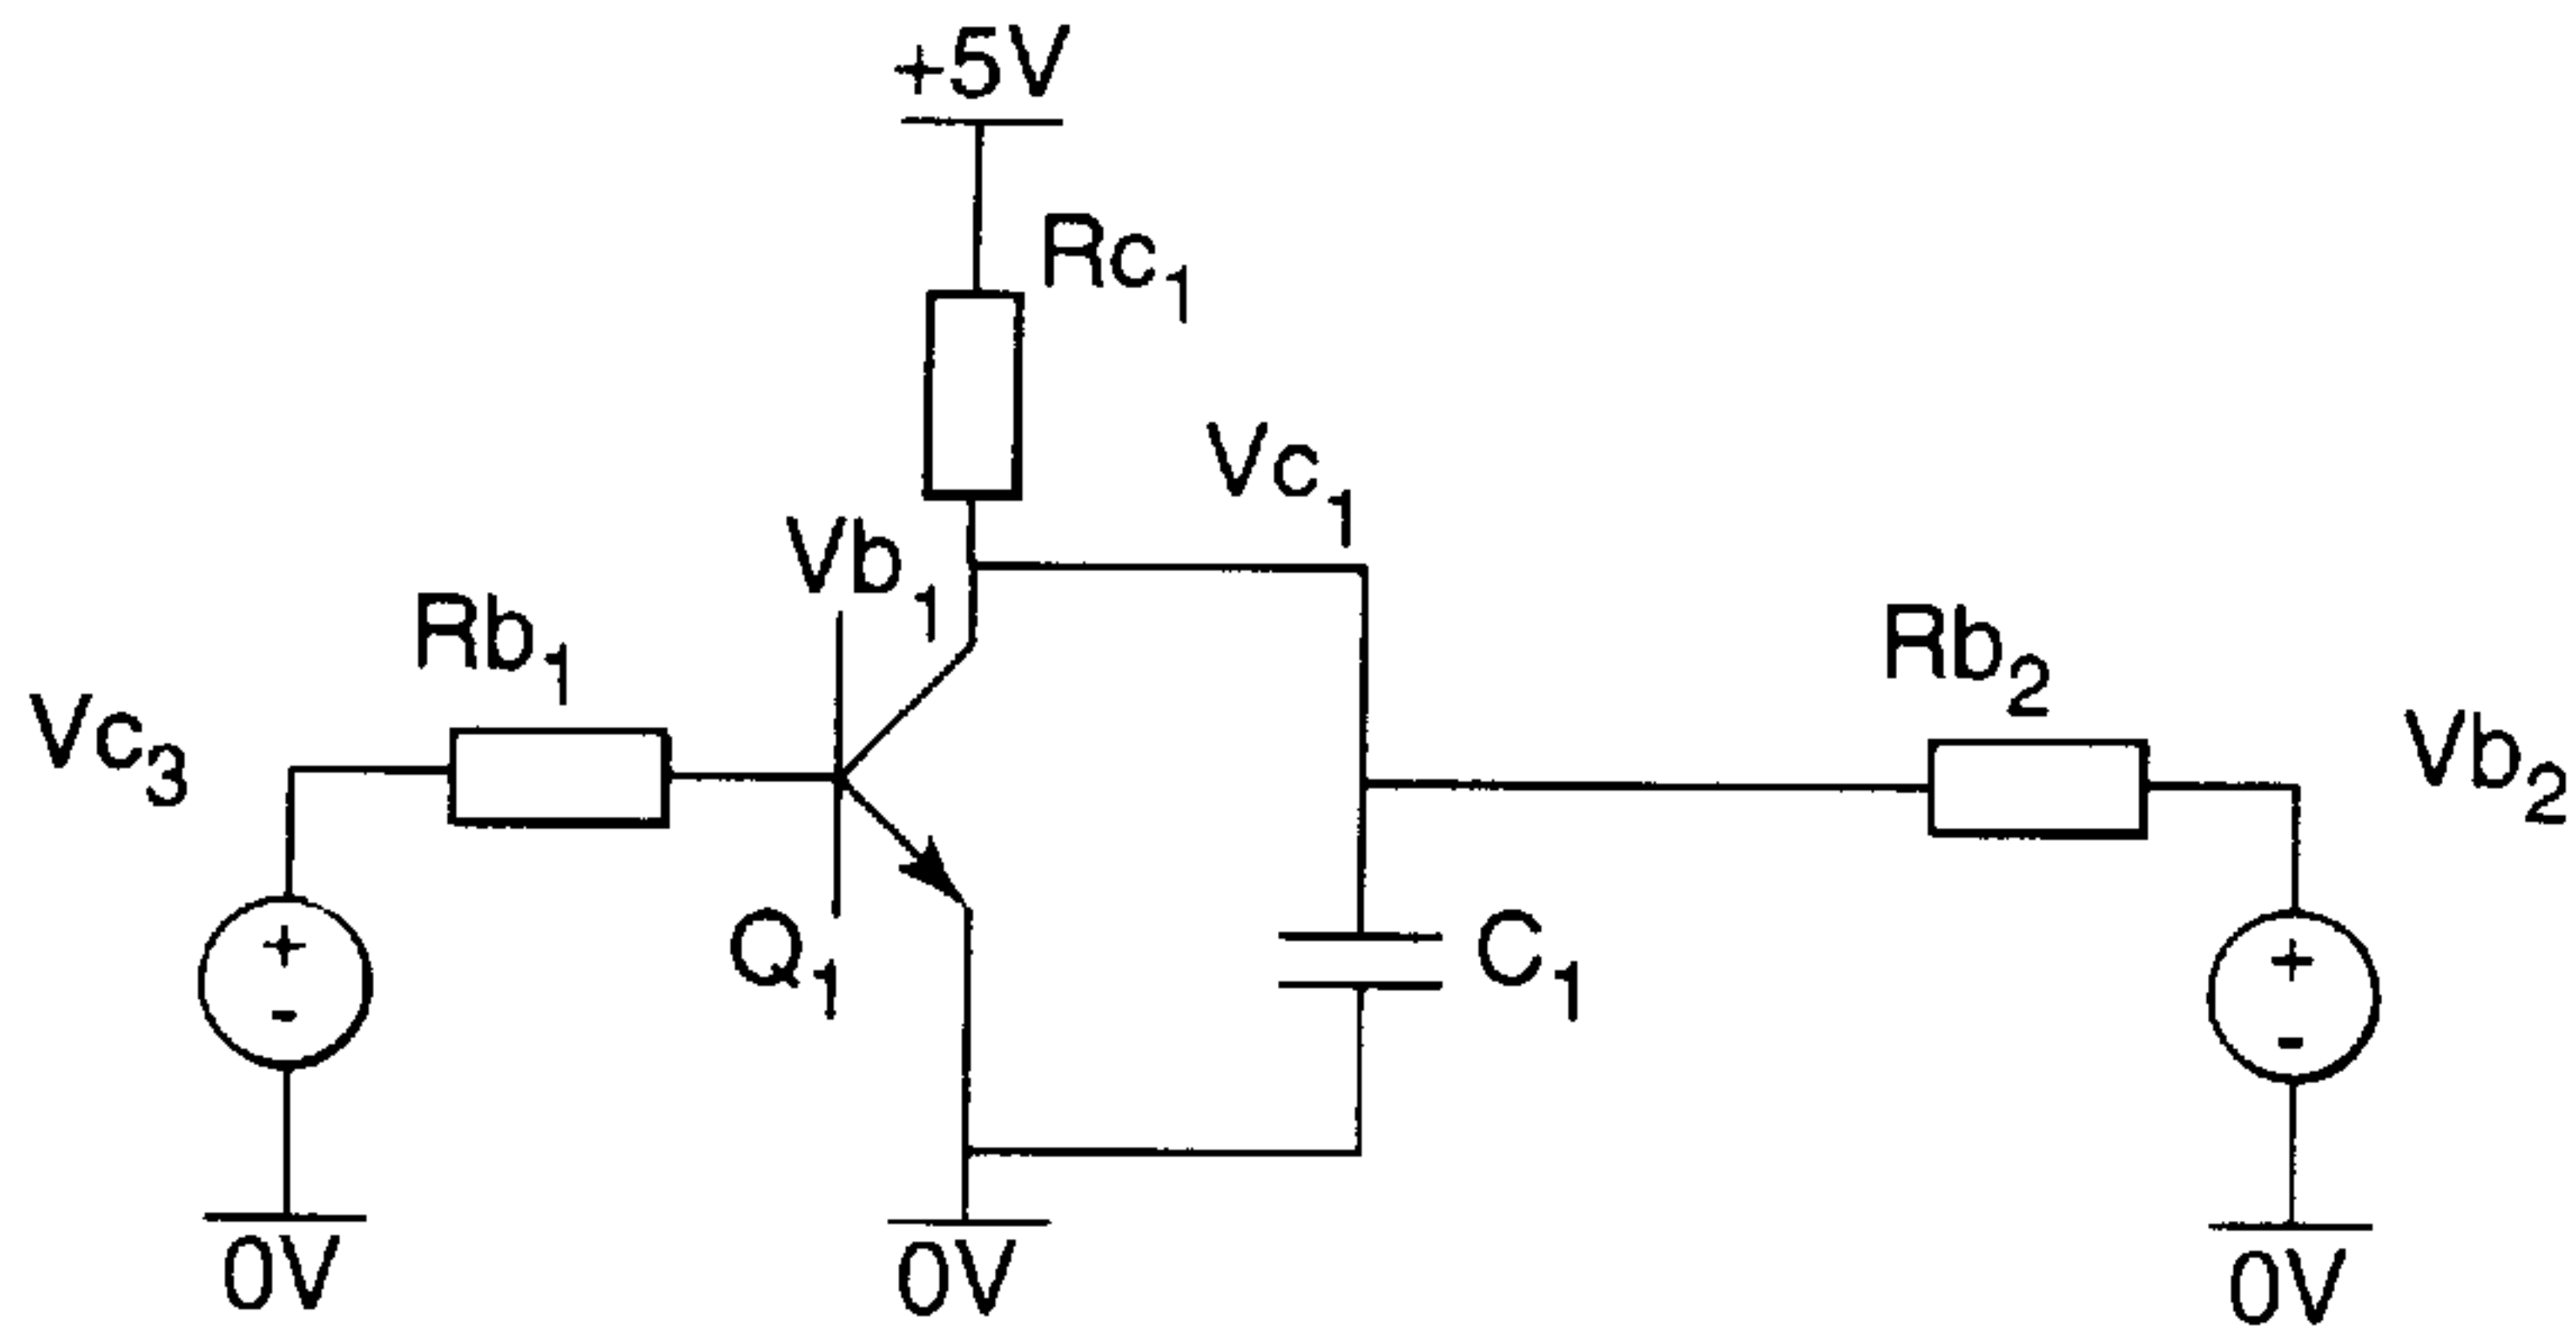 +5V
Rc₁
Vc₁
Vb₁
Rb₁
Rb₂
Vc₃
Vb₂
+
-
Q₁
C₁
+
-
0V
0V
0V